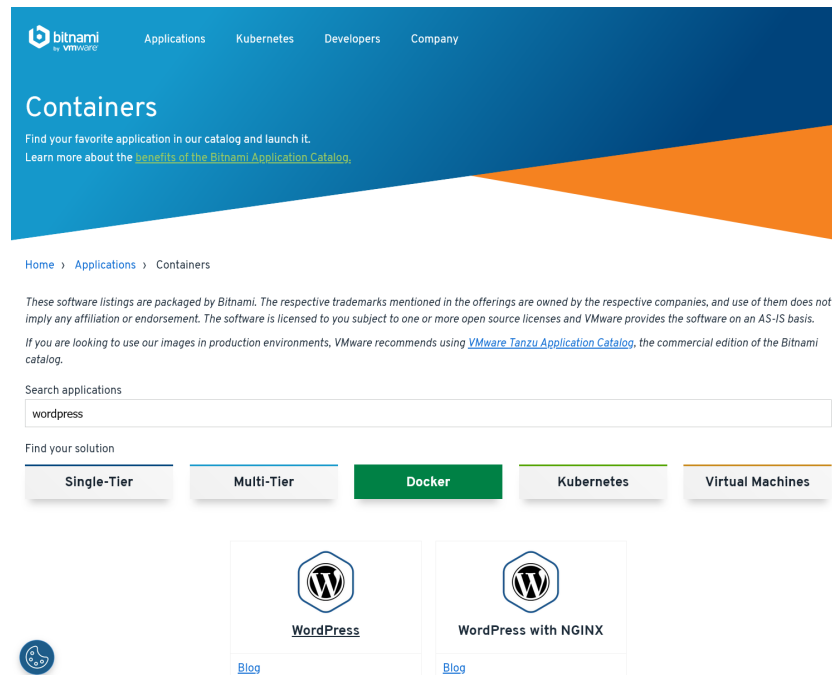 bitnami
by vmware
Applications
Kubernetes
Developers
Company
Containers
Find your favorite application in our catalog and launch it.
Learn more about the benefits of the Bitnami Application Catalog.
Home › Applications › Containers
These software listings are packaged by Bitnami. The respective trademarks mentioned in the offerings are owned by the respective companies, and use of them does not
imply any affiliation or endorsement. The software is licensed to you subject to one or more open source licenses and VMware provides the software on an AS-IS basis.
If you are looking to use our images in production environments, VMware recommends using VMware Tanzu Application Catalog, the commercial edition of the Bitnami
catalog.
Search applications
wordpress
Find your solution
Single-Tier
Multi-Tier
Docker
Kubernetes
Virtual Machines
WordPress
WordPress with NGINX
Blog
Blog